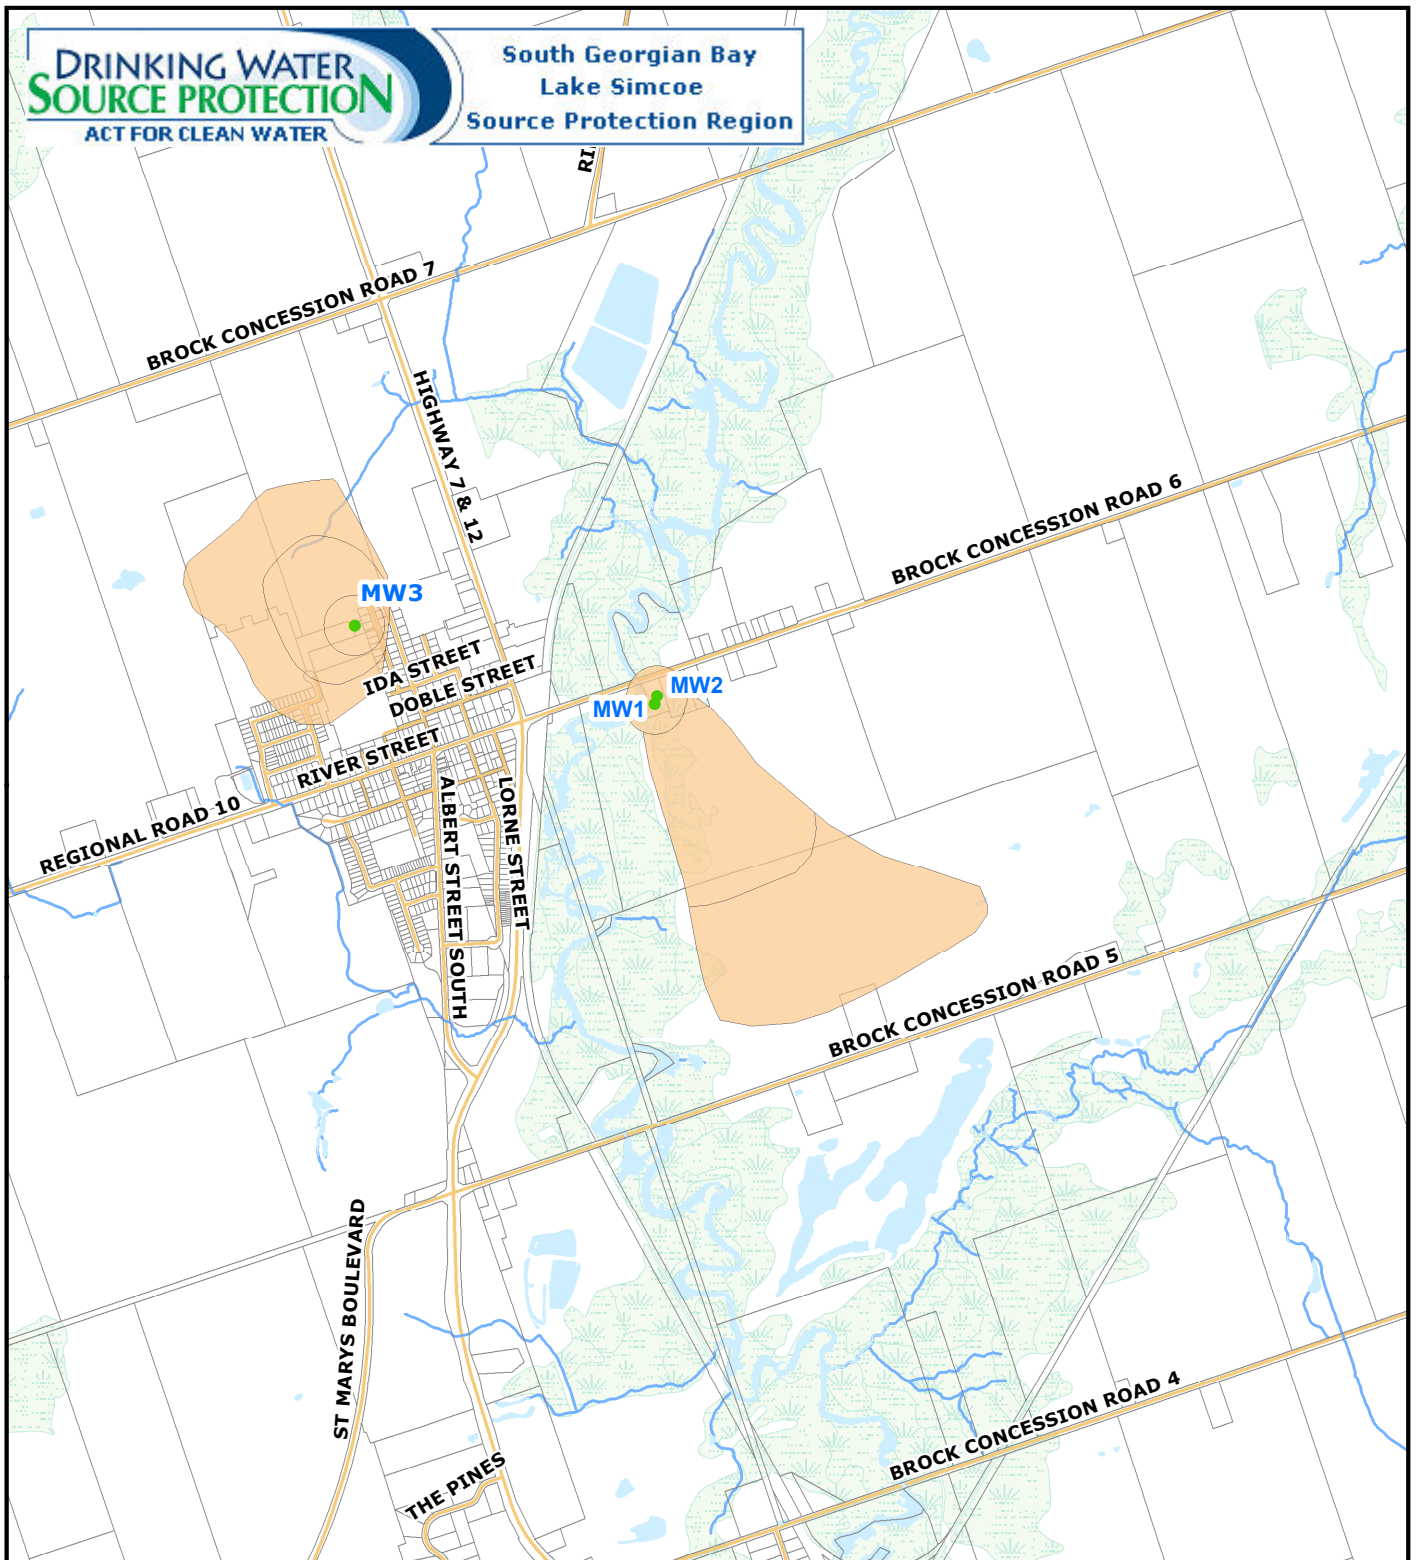 DRINKING WATER
SOURCE PROTECTION
ACT FOR CLEAN WATER
South Georgian Bay
Lake Simcoe
Source Protection Region
RI
BROCK CONCESSION ROAD 7
HIGHWAY 7 & 12
BROCK CONCESSION ROAD 6
MW3
IDA STREET
DOBLE STREET
MW2
MW1
RIVER STREET
REGIONAL ROAD 10
ALBERT STREET SOUTH
LORNE STREET
BROCK CONCESSION ROAD 5
ST MARYS BOULEVARD
BROCK CONCESSION ROAD 4
THE PINES